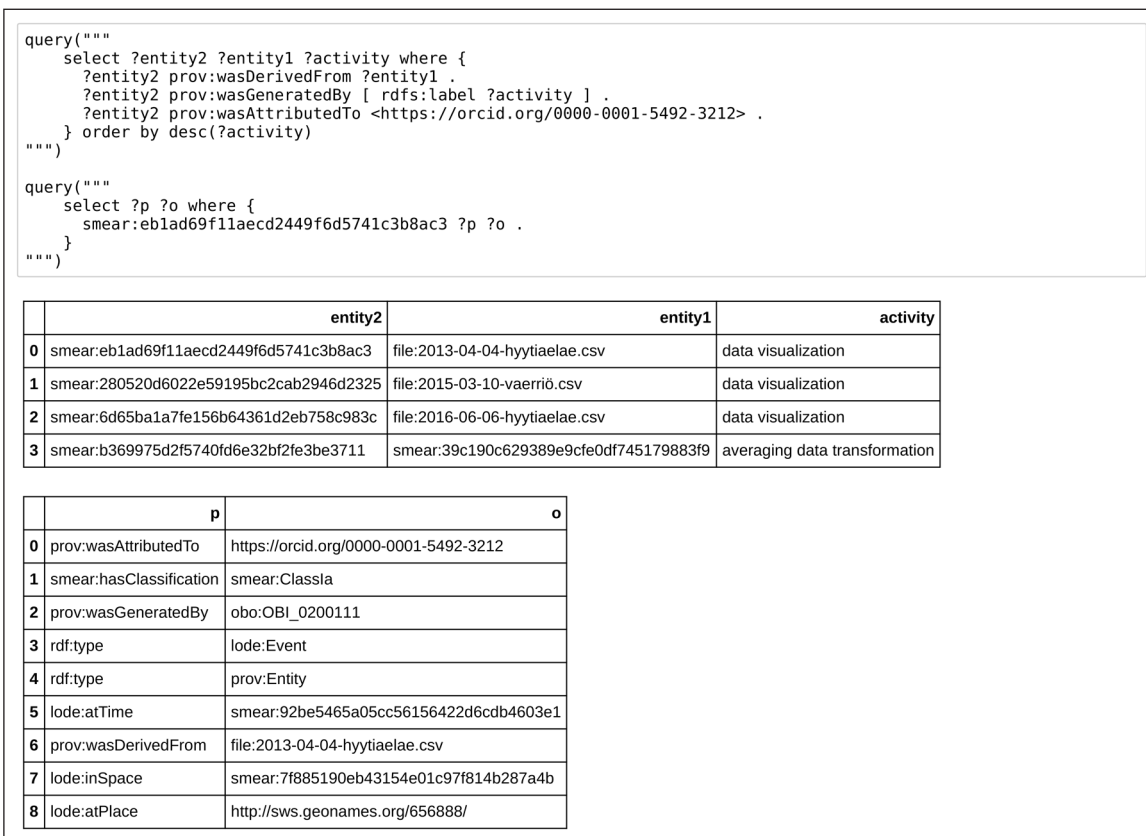 query("""
    select ?entity2 ?entity1 ?activity where {
      ?entity2 prov:wasDerivedFrom ?entity1 .
      ?entity2 prov:wasGeneratedBy [ rdfs:label ?activity ] .
      ?entity2 prov:wasAttributedTo <https://orcid.org/0000-0001-5492-3212> .
    } order by desc(?activity)
""")
query("""
    select ?p ?o where {
      smear:eb1ad69f11aecd2449f6d5741c3b8ac3 ?p ?o .
    }
""")
entity2 entity1 activity
0 smear:eb1ad69f11aecd2449f6d5741c3b8ac3 file:2013-04-04-hyytiaelae.csv data visualization
1 smear:280520d6022e59195bc2cab2946d2325 file:2015-03-10-vaerriö.csv data visualization
2 smear:6d65ba1a7fe156b64361d2eb758c983c file:2016-06-06-hyytiaelae.csv data visualization
3 smear:b369975d2f5740fd6e32bf2fe3be3711 smear:39c190c629389e9cfe0df745179883f9 averaging data transformation
p o
0 prov:wasAttributedTo https://orcid.org/0000-0001-5492-3212
1 smear:hasClassification smear:ClassIa
2 prov:wasGeneratedBy obo:OBI_0200111
3 rdf:type lode:Event
4 rdf:type prov:Entity
5 lode:atTime smear:92be5465a05cc56156422d6cdb4603e1
6 prov:wasDerivedFrom file:2013-04-04-hyytiaelae.csv
7 lode:inSpace smear:7f885190eb43154e01c97f814b287a4b
8 lode:atPlace http://sws.geonames.org/656888/